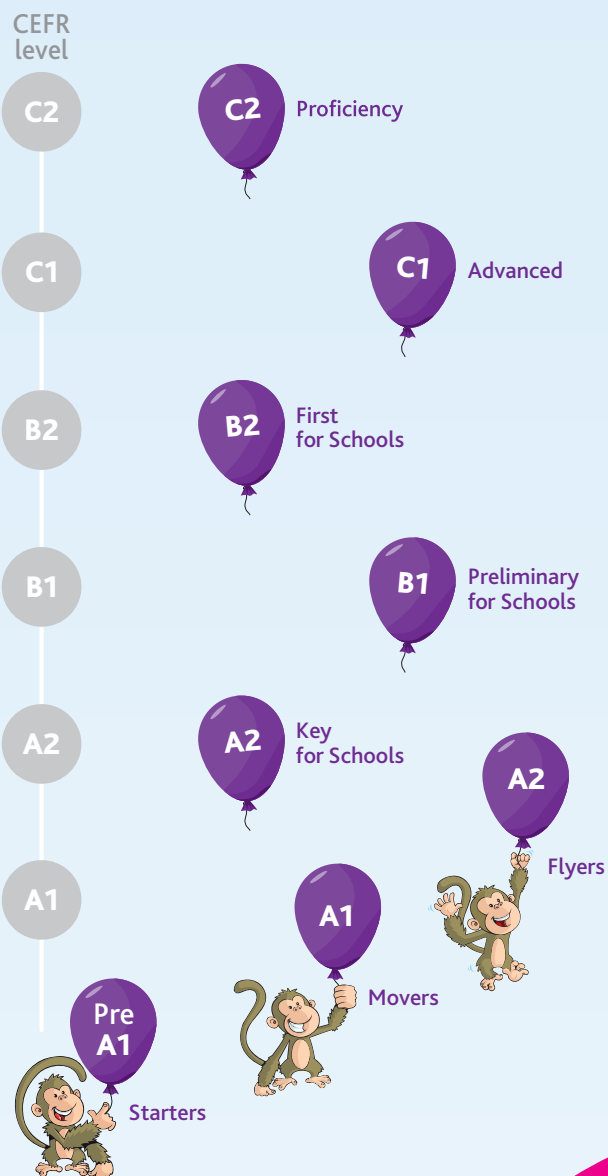 CEFR
level
C2
C2
Proficiency
C1
C1
Advanced
B2
B2
First
for Schools
B1
B1
Preliminary
for Schools
A2
A2
Key
for Schools
A2
Flyers
A1
A1
Movers
Pre
A1
Starters